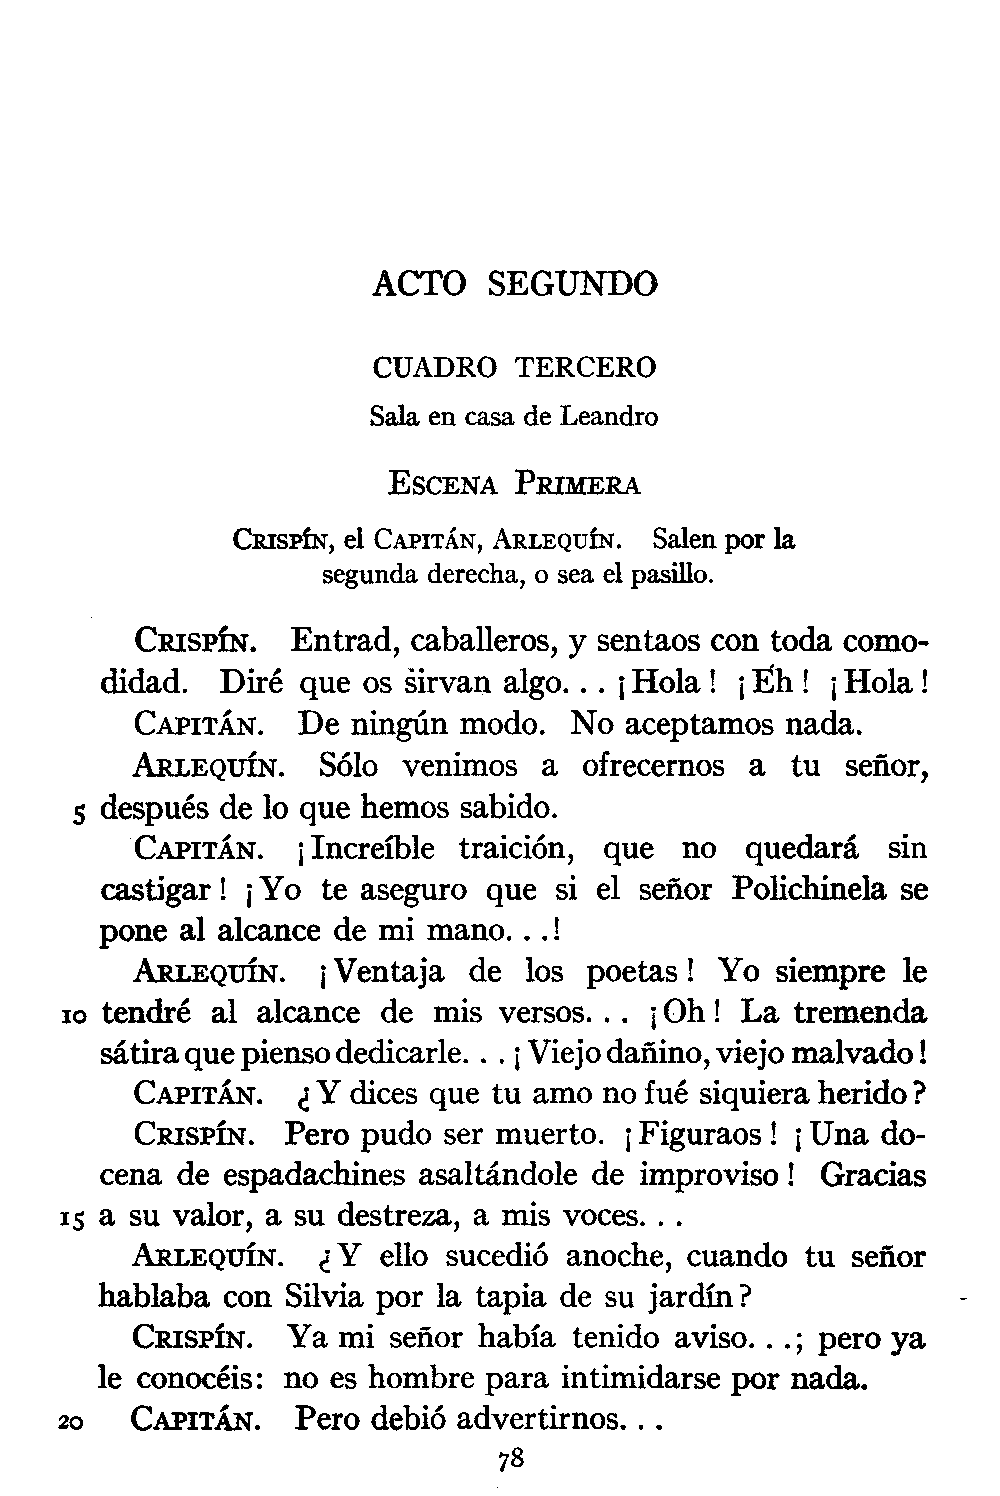 ACTO SEGUNDO
CUADRO TERCERO
Sala en casa de Leandro
Escena Primera
Crispín, el Capitán, Arlequín. Salen por la
segunda derecha, o sea el pasillo.
Crispín. Entrad, caballeros, y sentaos con toda como-
didad. Diré que os sirvan algo. . . ¡Hola! ¡Eh! ¡Hola!
Capitán. De ningún modo. No aceptamos nada.
Arlequín. Sólo venimos a ofrecernos a tu señor,
5 después de lo que hemos sabido.
Capitán. ¡Increíble traición, que no quedará sin
castigar! ¡Yo te aseguro que si el señor Polichinela se
pone al alcance de mi mano. . .!
Arlequín. ¡Ventaja de los poetas! Yo siempre le
10 tendré al alcance de mis versos. . . ¡Oh! La tremenda
sátira que pienso dedicarle. . . ¡Viejo dañino, viejo malvado!
Capitán. ¿Y dices que tu amo no fué siquiera herido?
Crispín. Pero pudo ser muerto. ¡Figuraos! ¡Una do-
cena de espadachines asaltándole de improviso! Gracias
15 a su valor, a su destreza, a mis voces. . .
Arlequín. ¿Y ello sucedió anoche, cuando tu señor
hablaba con Silvia por la tapia de su jardín?
Crispín. Ya mi señor había tenido aviso. . .; pero ya
le conocéis: no es hombre para intimidarse por nada.
20 Capitán. Pero debió advertirnos. . .
78